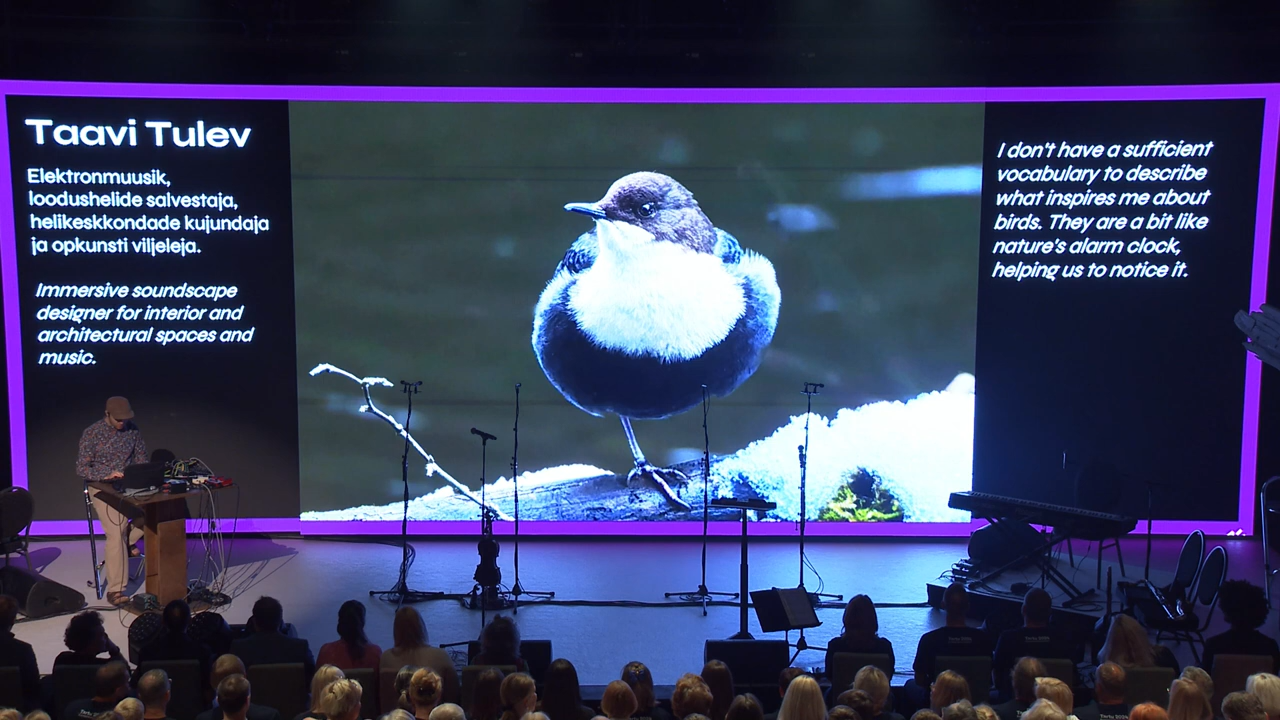 Taavi Tulev
Elektronmuusik,
loodushelide salvestaja,
helikeskkondade kujundaja
ja opkunsti viljeleja.
Immersive soundscape
designer for interior and
architectural spaces and
music.
I don't have a sufficient
vocabulary to describe
what inspires me about
birds. They are a bit like
nature's alarm clock,
helping us to notice it.